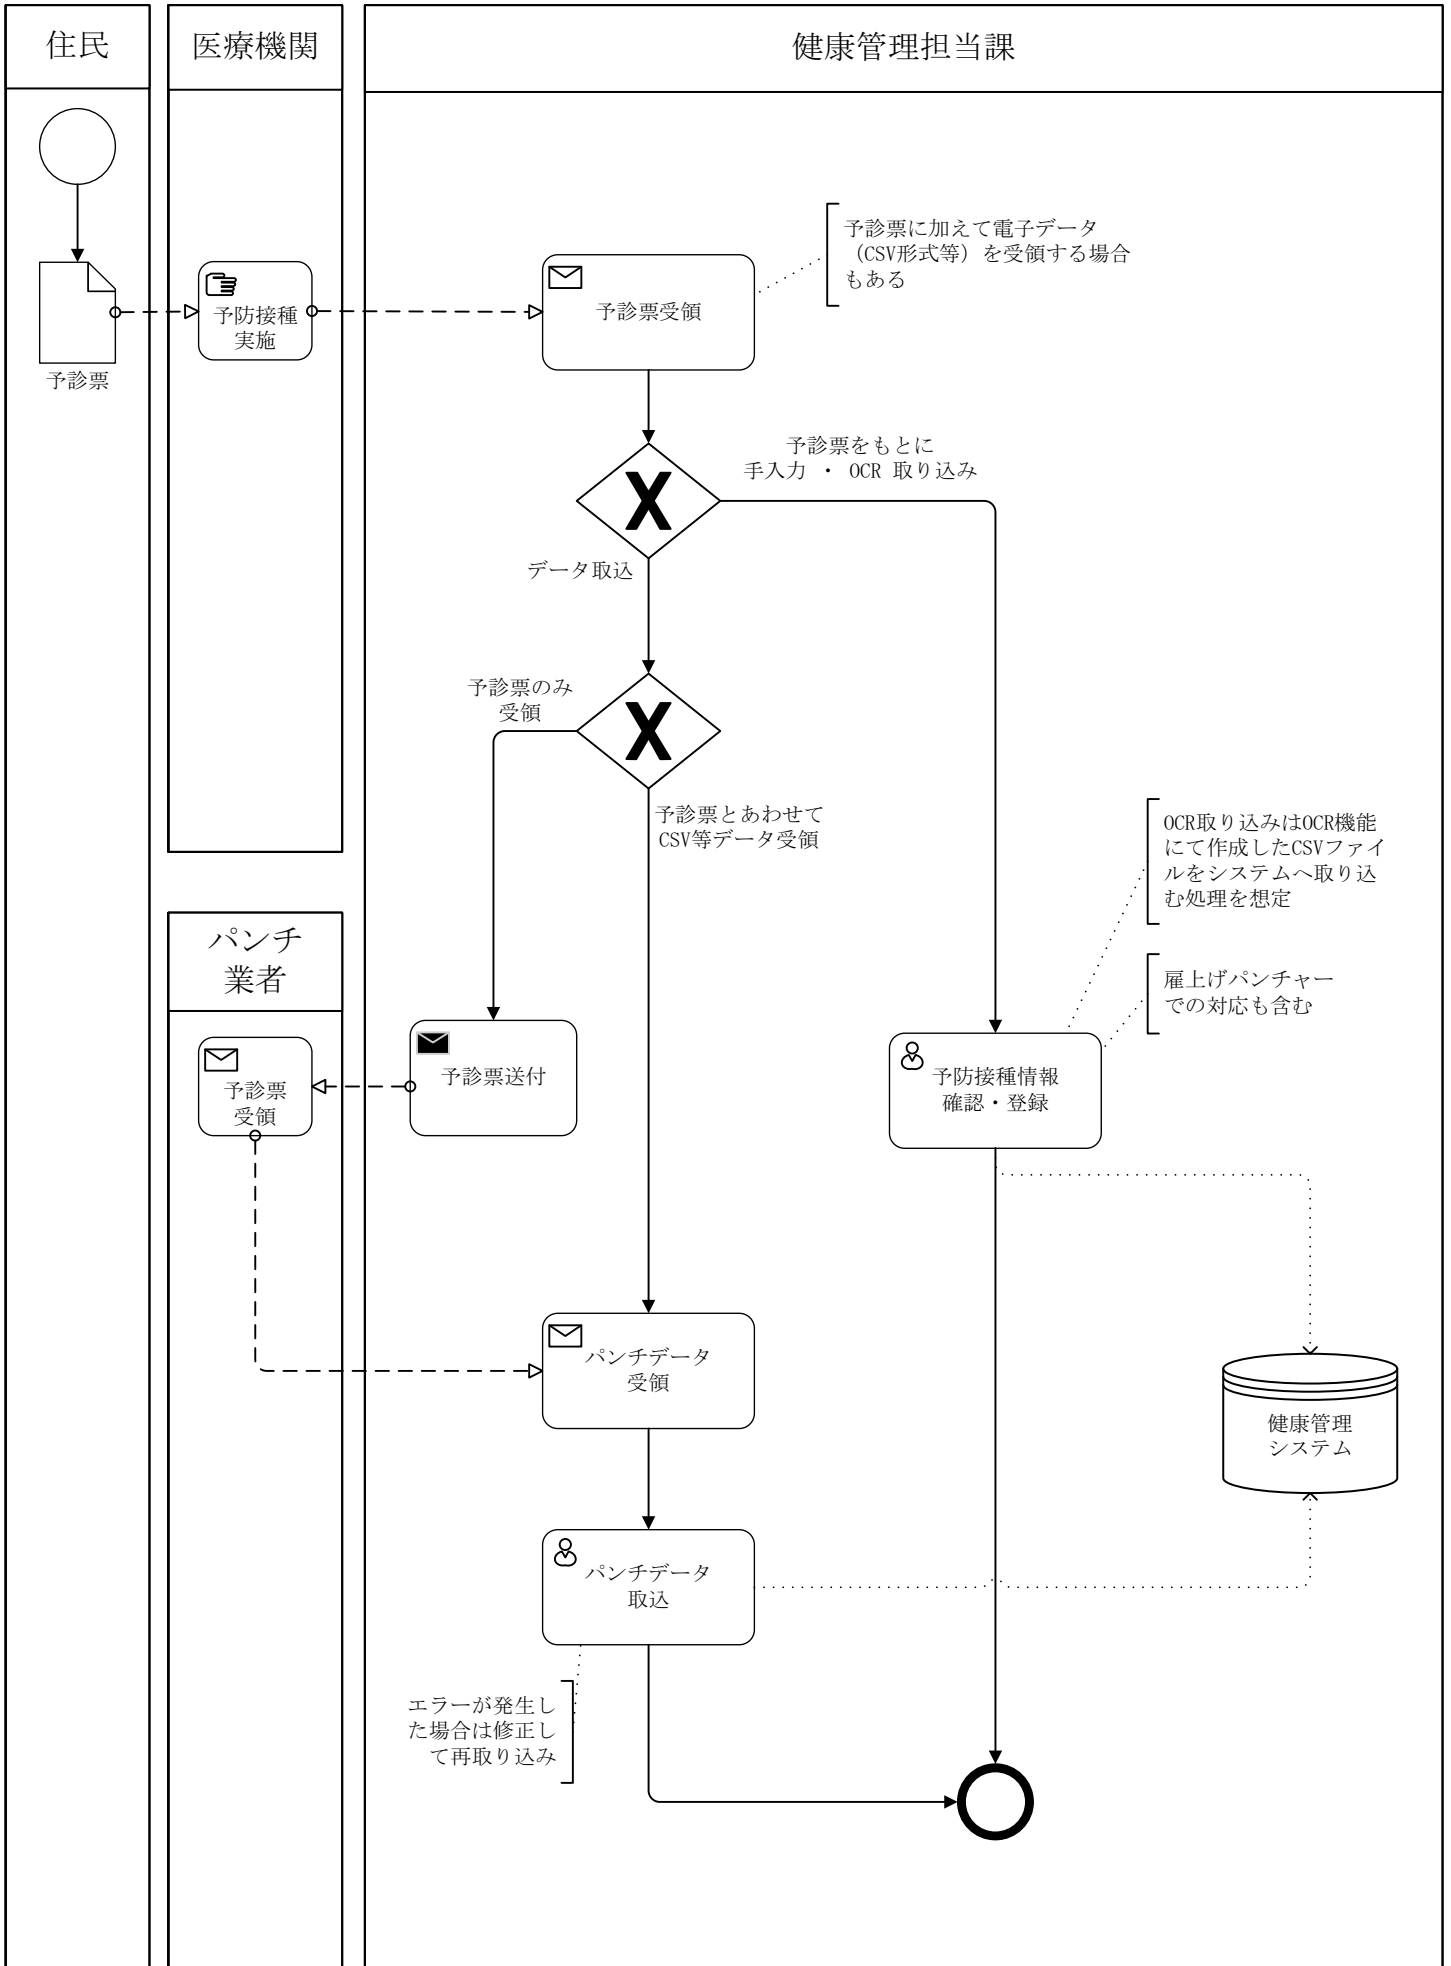 住民
医療機関
健康管理担当課
予診票に加えて電子データ
（CSV形式等）を受領する場合
もある
予診票
予防接種
実施
予診票受領
予診票をもとに
手入力 ・ OCR 取り込み
データ取込
予診票のみ
受領
予診票とあわせて
CSV等データ受領
OCR取り込みはOCR機能
にて作成したCSVファイ
ルをシステムへ取り込
む処理を想定
雇上げパンチャー
での対応も含む
パンチ
業者
予診票
受領
予診票送付
予防接種情報
確認・登録
パンチデータ
受領
健康管理
システム
パンチデータ
取込
エラーが発生し
た場合は修正し
て再取り込み